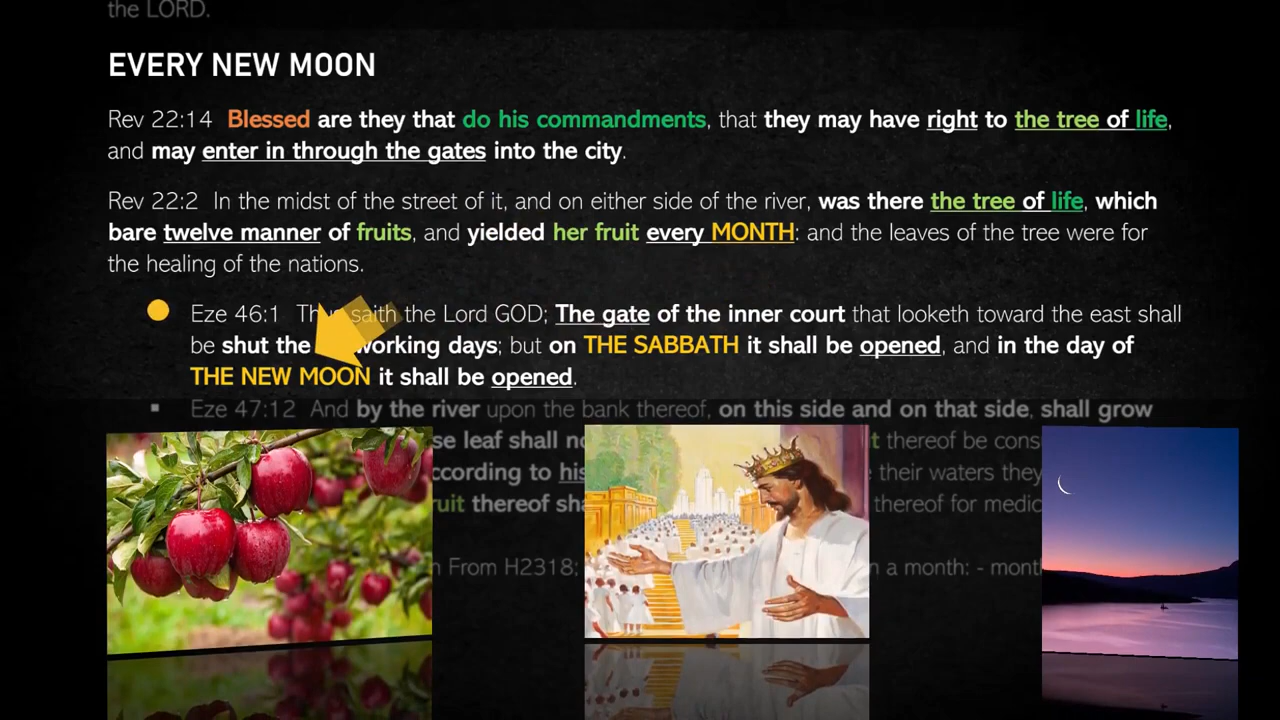 the LORD.
EVERY NEW MOON
Rev 22:14 Blessed are they that do his commandments, that they may have right to the tree of life,
and may enter in through the gates into the city.
Rev 22:2 In the midst of the street of it, and on either side of the river, was there the tree of life, which
bare twelve manner of fruits, and yielded her fruit every MONTH: and the leaves of the tree were for
the healing of the nations.
Eze 46:1 saith the Lord GOD; The gate of the inner court that looketh toward the east shall
be shut the working days; but on THE SABBATH it shall be opened, and in the day of
THE NEW MOON it shall be opened.
Eze 47:12 And by the river upon the bank thereof, on this side and on that side, shall grow
leaf shall thereof be
to their waters they
thereof thereof for
From H2318: a month: -